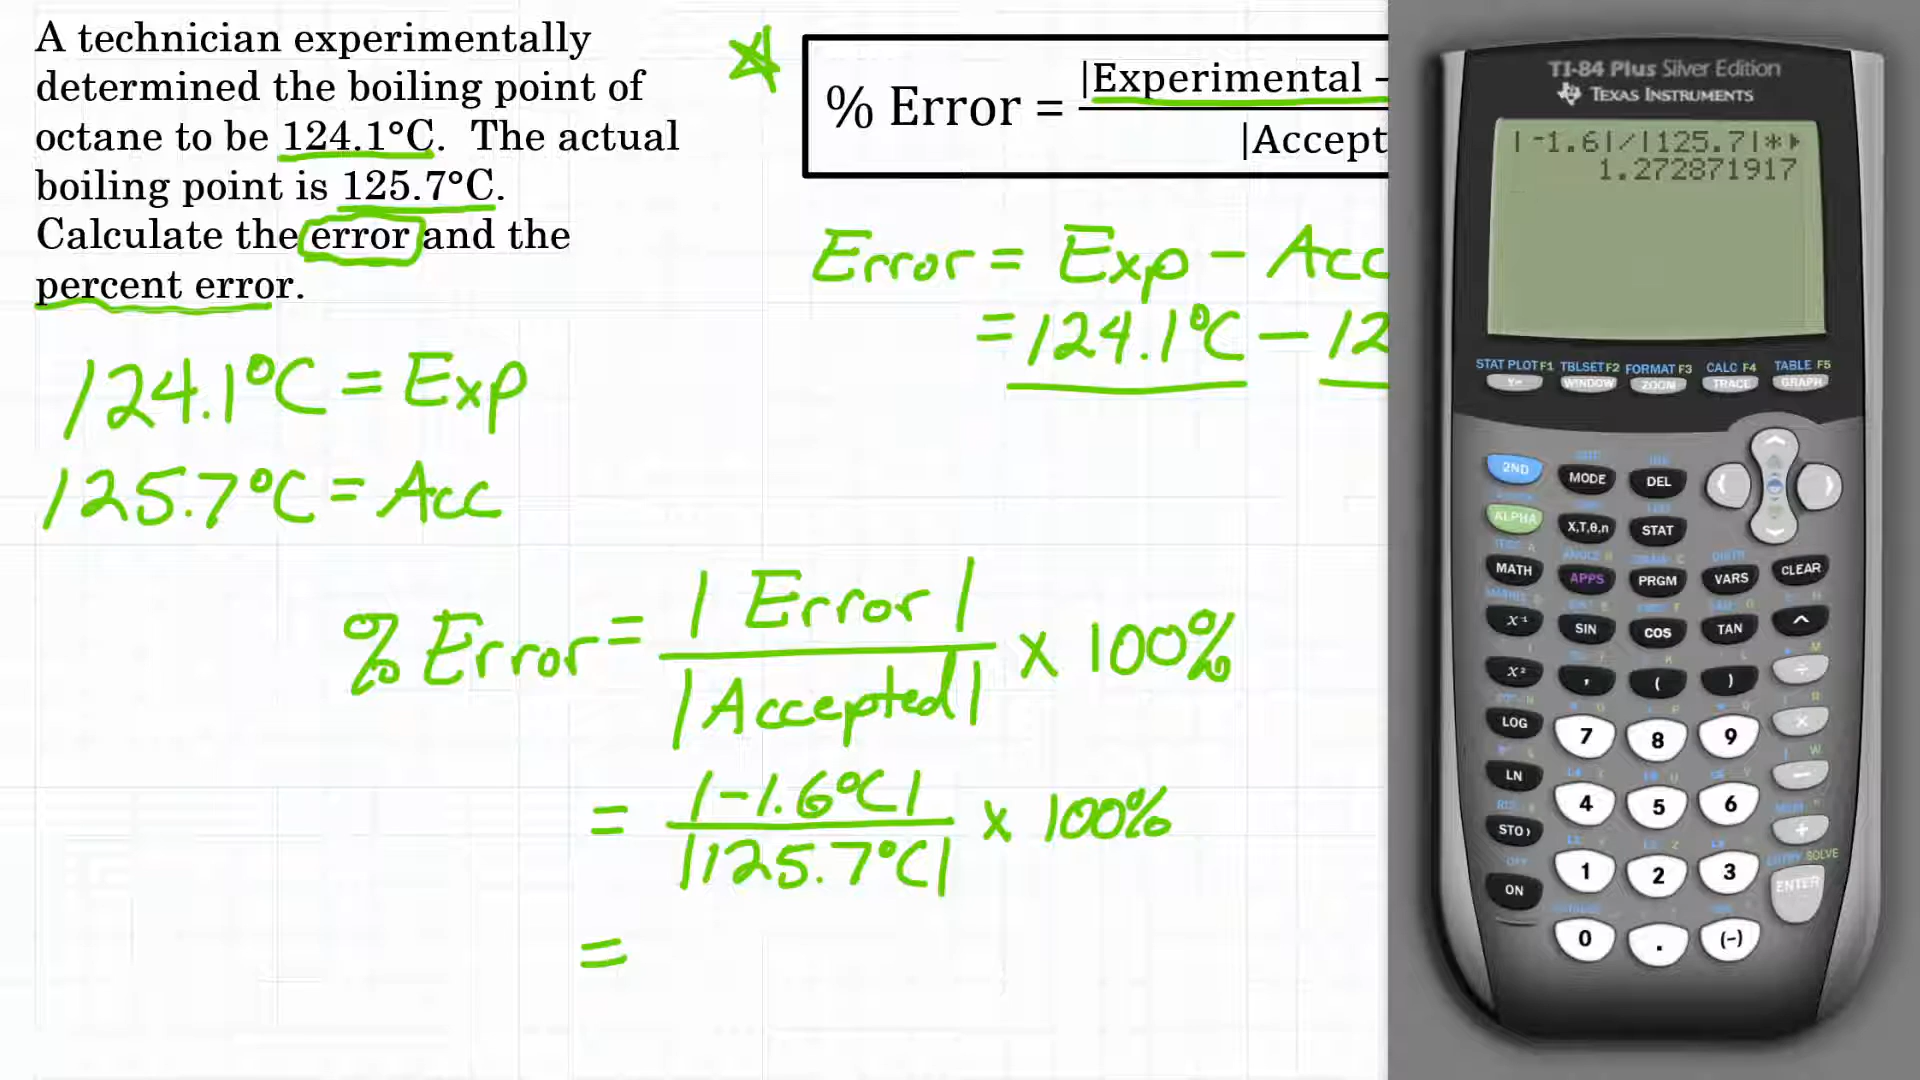 A technician experimentally
determined the boiling point of
octane to be 124.1°C. The actual
boiling point is 125.7°C.
Calculate the error and the
percent error.
% Error = |Experimental −
|Accept
Error = Exp − Acc
= 124.1°C − 12
124.1°C = Exp
125.7°C = Acc
% Error = |Error| / |Accepted| x 100%
= |-1.6°C| / |125.7°C| x 100%
=
TI-84 Plus Silver Edition
TEXAS INSTRUMENTS
|-1.6|/|125.7|*
1.272871917
STAT PLOT F1 TBLSET F2 FORMAT F3 CALC F4 TABLE F5
Y= WINDOW ZOOM TRACE GRAPH
2ND MODE DEL
ALPHA X,T,θ,n STAT
MATH APPS PRGM VARS CLEAR
x⁻¹ SIN COS TAN ^
x² , ( ) ÷
LOG 7 8 9 ×
LN 4 5 6 −
STO› 1 2 3 +
ENTRY SOLVE
ON 0 . (-) ENTER